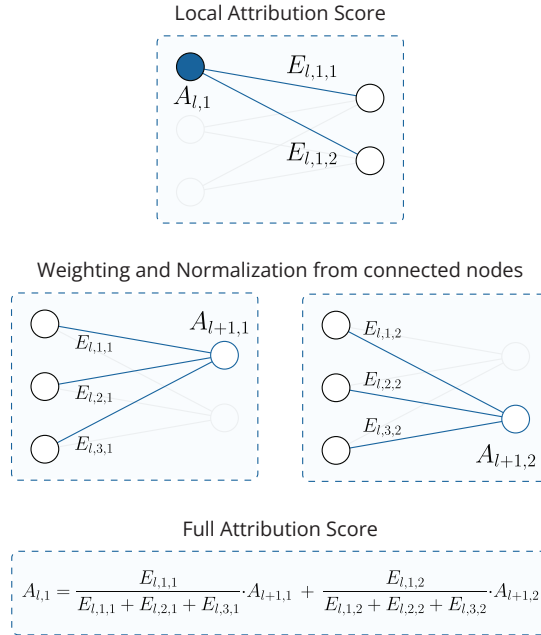 Local Attribution Score
E_{l,1,1}
A_{l,1}
E_{l,1,2}
Weighting and Normalization from connected nodes
A_{l+1,1}
E_{l,1,1}
E_{l,2,1}
E_{l,3,1}
E_{l,1,2}
E_{l,2,2}
E_{l,3,2}
A_{l+1,2}
Full Attribution Score
A_{l,1} = \frac{E_{l,1,1}}{E_{l,1,1} + E_{l,2,1} + E_{l,3,1}} \cdot A_{l+1,1} + \frac{E_{l,1,2}}{E_{l,1,2} + E_{l,2,2} + E_{l,3,2}} \cdot A_{l+1,2}